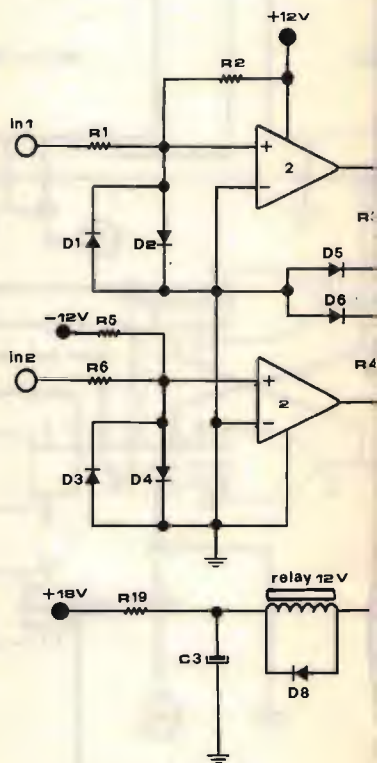 +12V
R2
in1
R1
+
2
−
D1
D2
D5
D6
−12V
R5
in2
R6
R4
+
2
−
D3
D4
relay 12V
+18V
R19
C3
D8